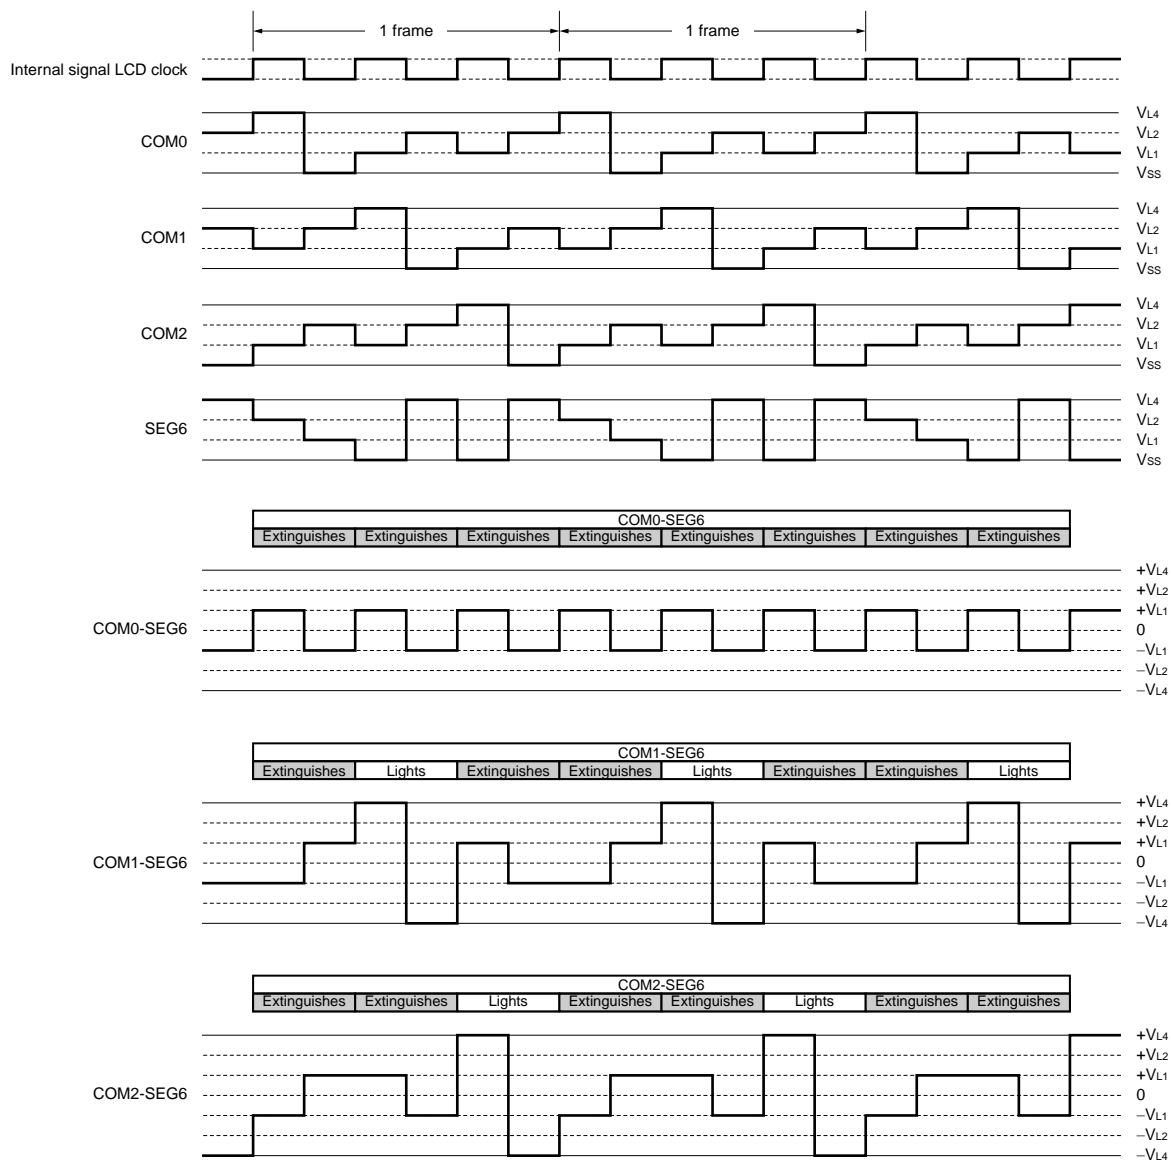 1 frame 1 frame
Internal signal LCD clock
COM0
VL4
VL2
VL1
VSS
COM1
VL4
VL2
VL1
VSS
COM2
VL4
VL2
VL1
VSS
SEG6
VL4
VL2
VL1
VSS
COM0-SEG6
Extinguishes Extinguishes Extinguishes Extinguishes Extinguishes Extinguishes Extinguishes Extinguishes
COM0-SEG6
+VL4
+VL2
+VL1
0
−VL1
−VL2
−VL4
COM1-SEG6
Extinguishes Lights Extinguishes Extinguishes Lights Extinguishes Extinguishes Lights
COM1-SEG6
+VL4
+VL2
+VL1
0
−VL1
−VL2
−VL4
COM2-SEG6
Extinguishes Extinguishes Lights Extinguishes Extinguishes Lights Extinguishes Extinguishes
COM2-SEG6
+VL4
+VL2
+VL1
0
−VL1
−VL2
−VL4